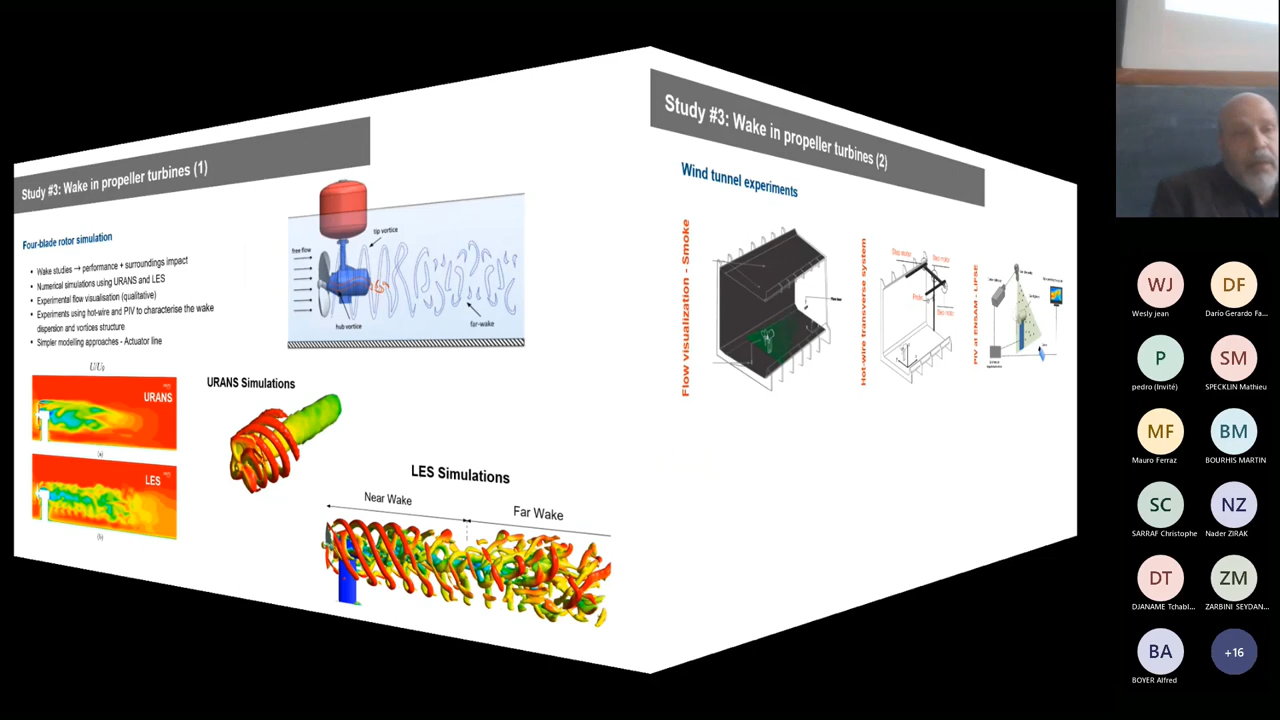 Study #3: Wake in propeller turbines (1)
Four-blade rotor simulation
• Wake studies → performance + surroundings impact
• Numerical simulations using URANS and LES
• Experimental flow visualisation (qualitative)
• Experiments using hot-wire and PIV to characterise the wake
dispersion and vortices structure
• Simpler modelling approaches - Actuator line
free flow
tip vortice
hub vortice
far-wake
U/U₀
URANS
(a)
LES
(b)
URANS Simulations
LES Simulations
Near Wake
Far Wake
Study #3: Wake in propeller turbines (2)
Wind tunnel experiments
Flow visualization - Smoke
Hot-wire transverse system
PIV at ENSAM - LIFSE
WJ
Wesly jean
DF
Dario Gerardo Fa...
P
pedro (Invité)
SM
SPECKLIN Mathieu
MF
Mauro Ferraz
BM
BOURHIS MARTIN
SC
SARRAF Christophe
NZ
Nader ZIRAK
DT
DJANAME Tchabl...
ZM
ZARBINI SEYDAN...
BA
BOYER Alfred
+16